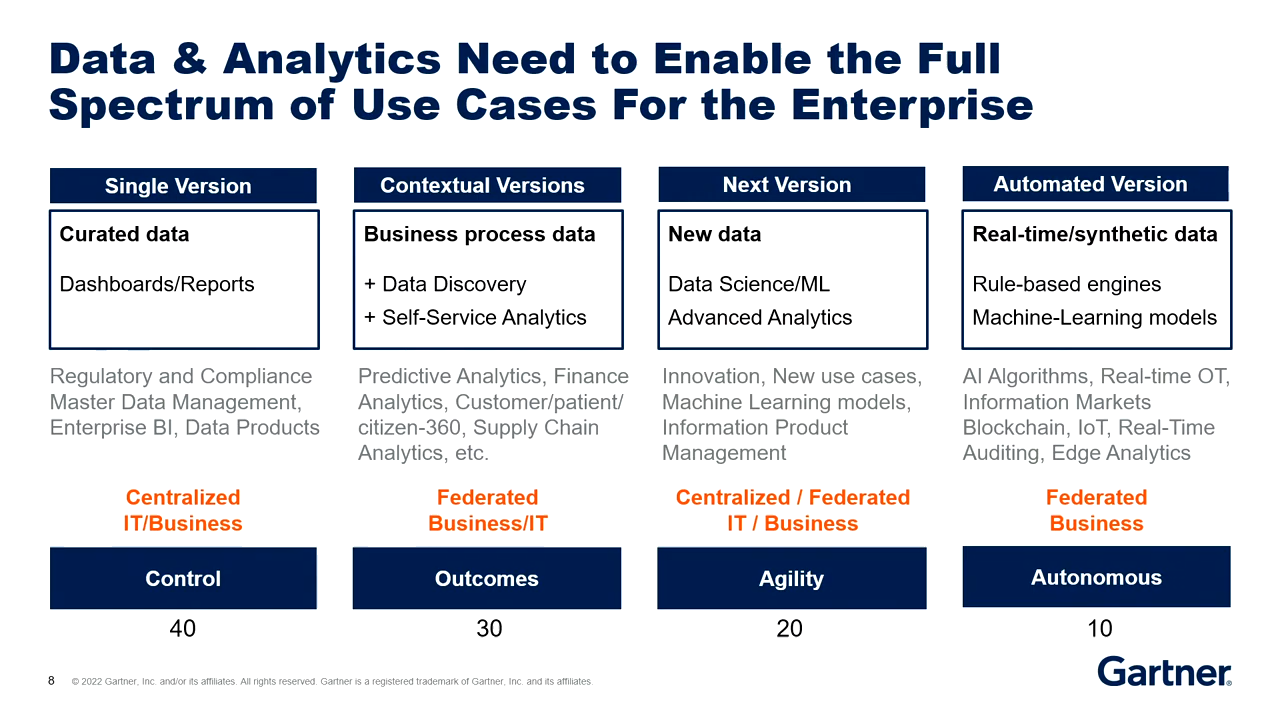 Data & Analytics Need to Enable the Full
Spectrum of Use Cases For the Enterprise
Single Version
Curated data
Dashboards/Reports
Regulatory and Compliance
Master Data Management,
Enterprise BI, Data Products
Centralized
IT/Business
Control
40
Contextual Versions
Business process data
+ Data Discovery
+ Self-Service Analytics
Predictive Analytics, Finance
Analytics, Customer/patient/
citizen-360, Supply Chain
Analytics, etc.
Federated
Business/IT
Outcomes
30
Next Version
New data
Data Science/ML
Advanced Analytics
Innovation, New use cases,
Machine Learning models,
Information Product
Management
Centralized / Federated
IT / Business
Agility
20
Automated Version
Real-time/synthetic data
Rule-based engines
Machine-Learning models
AI Algorithms, Real-time OT,
Information Markets
Blockchain, IoT, Real-Time
Auditing, Edge Analytics
Federated
Business
Autonomous
10
8 © 2022 Gartner, Inc. and/or its affiliates. All rights reserved. Gartner is a registered trademark of Gartner, Inc. and its affiliates.
Gartner®